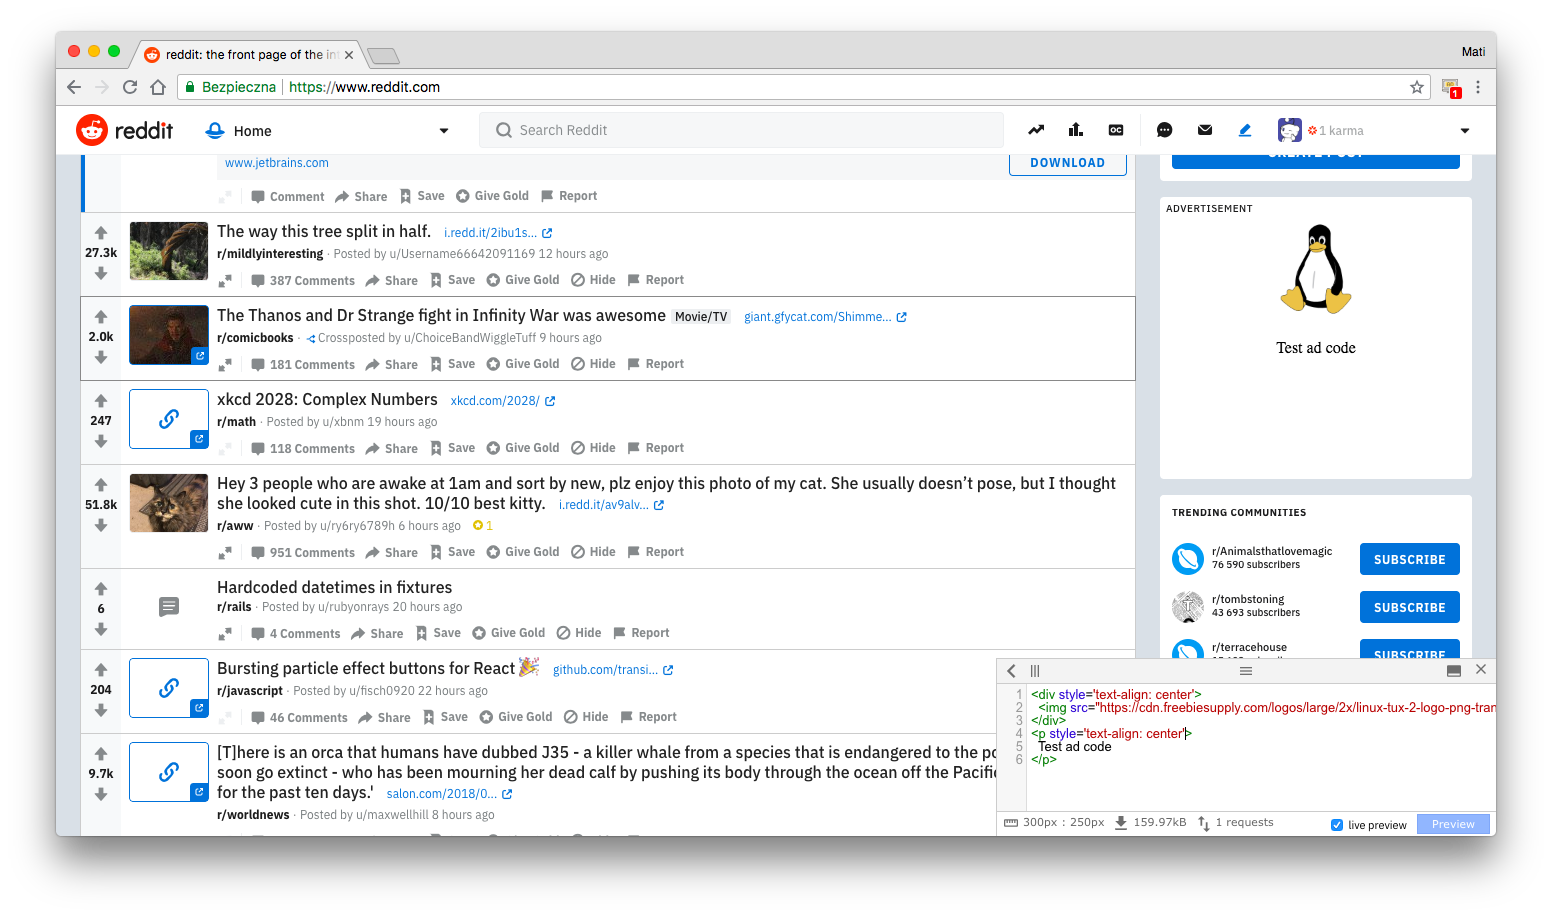 reddit: the front page of the int
Mati
Bezpieczna https://www.reddit.com
reddit
Home
Search Reddit
1 karma
www.jetbrains.com
DOWNLOAD
Comment Share Save Give Gold Report
27.3k
The way this tree split in half. i.redd.it/2ibu1s...
r/mildlyinteresting · Posted by u/Username66642091169 12 hours ago
387 Comments Share Save Give Gold Hide Report
2.0k
The Thanos and Dr Strange fight in Infinity War was awesome Movie/TV giant.gfycat.com/Shimme...
r/comicbooks · Crossposted by u/ChoiceBandWiggleTuff 9 hours ago
181 Comments Share Save Give Gold Hide Report
247
xkcd 2028: Complex Numbers xkcd.com/2028/
r/math · Posted by u/xbnm 19 hours ago
118 Comments Share Save Give Gold Hide Report
51.8k
Hey 3 people who are awake at 1am and sort by new, plz enjoy this photo of my cat. She usually doesn’t pose, but I thought
she looked cute in this shot. 10/10 best kitty. i.redd.it/av9alv...
r/aww · Posted by u/ry6ry6789h 6 hours ago 1
951 Comments Share Save Give Gold Hide Report
6
Hardcoded datetimes in fixtures
r/rails · Posted by u/rubyonrays 20 hours ago
4 Comments Share Save Give Gold Hide Report
204
Bursting particle effect buttons for React🎉 github.com/transi...
r/javascript · Posted by u/fisch0920 22 hours ago
46 Comments Share Save Give Gold Hide Report
9.7k
[T]here is an orca that humans have dubbed J35 - a killer whale from a species that is endangered to the po
soon go extinct - who has been mourning her dead calf by pushing its body through the ocean off the Pacific
for the past ten days.' salon.com/2018/0...
r/worldnews · Posted by u/maxwellhill 8 hours ago
CREATE POST
ADVERTISEMENT
Test ad code
TRENDING COMMUNITIES
r/Animalsthatlovemagic
76 590 subscribers
SUBSCRIBE
r/tombstoning
43 693 subscribers
SUBSCRIBE
r/terracehouse
SUBSCRIBE
1 <div style='text-align: center'>
2 <img src="https://cdn.freebiesupply.com/logos/large/2x/linux-tux-2-logo-png-tran
3 </div>
4 <p style='text-align: center'>
5 Test ad code
6 </p>
300px : 250px 159.97kB 1 requests
live preview Preview